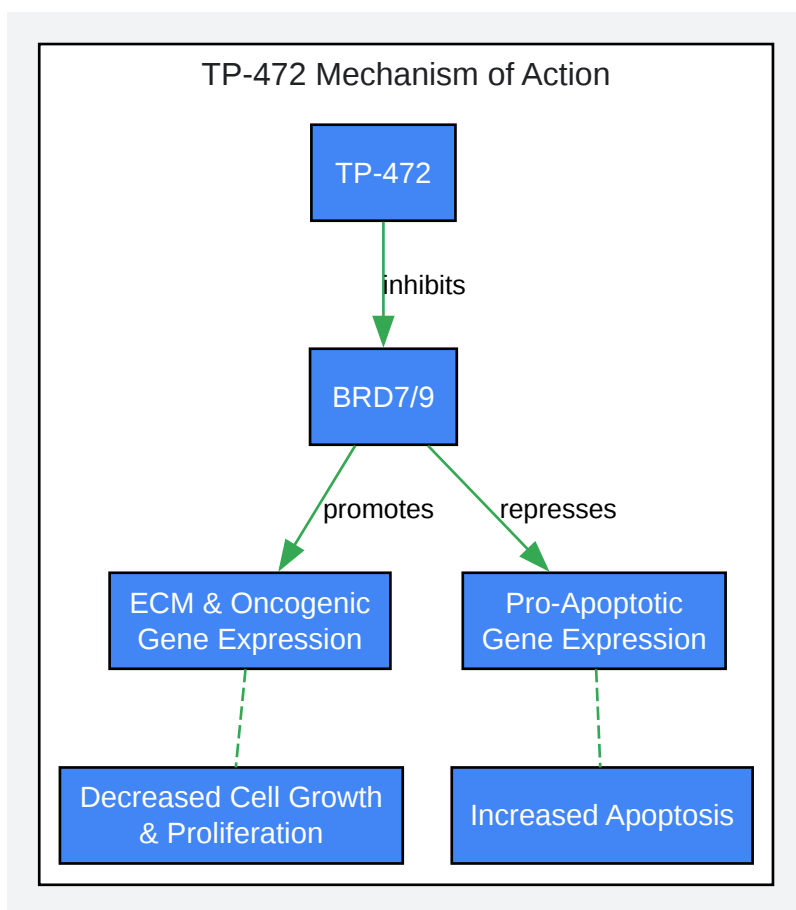 TP-472 Mechanism of Action
TP-472
inhibits
BRD7/9
promotes
represses
ECM & Oncogenic
Gene Expression
Pro-Apoptotic
Gene Expression
Decreased Cell Growth
& Proliferation
Increased Apoptosis